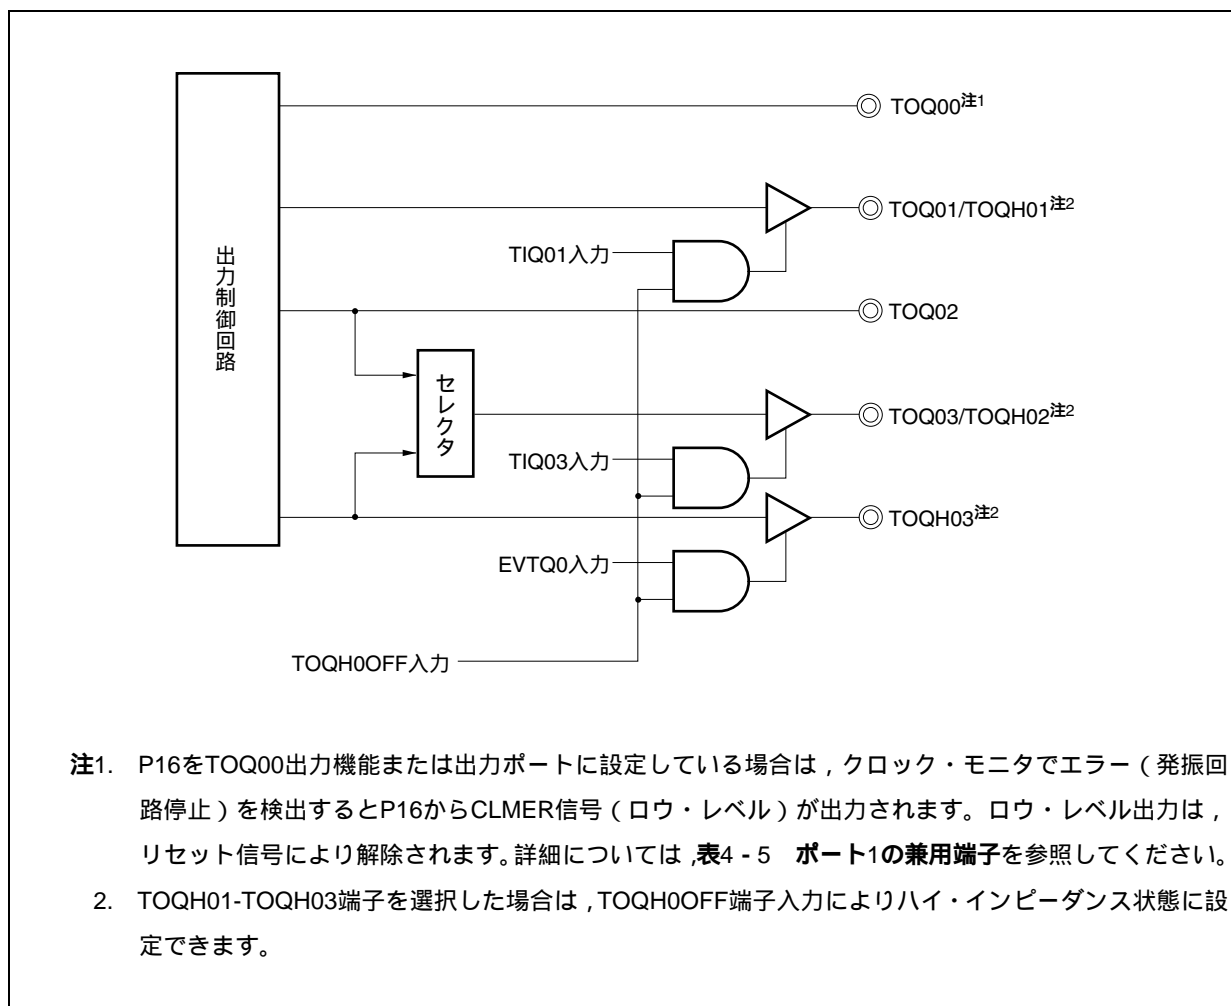 TOQ00注1
TOQ01/TOQH01注2
TIQ01入力
出力制御回路
TOQ02
セレクタ
TOQ03/TOQH02注2
TIQ03入力
TOQH03注2
EVTQ0入力
TOQH0OFF入力
注1. P16をTOQ00出力機能または出力ポートに設定している場合は，クロック・モニタでエラー（発振回
路停止）を検出するとP16からCLMER信号（ロウ・レベル）が出力されます。ロウ・レベル出力は，
リセット信号により解除されます。詳細については，表4 - 5　ポート1の兼用端子を参照してください。
2. TOQH01-TOQH03端子を選択した場合は，TOQH0OFF端子入力によりハイ・インピーダンス状態に設
定できます。